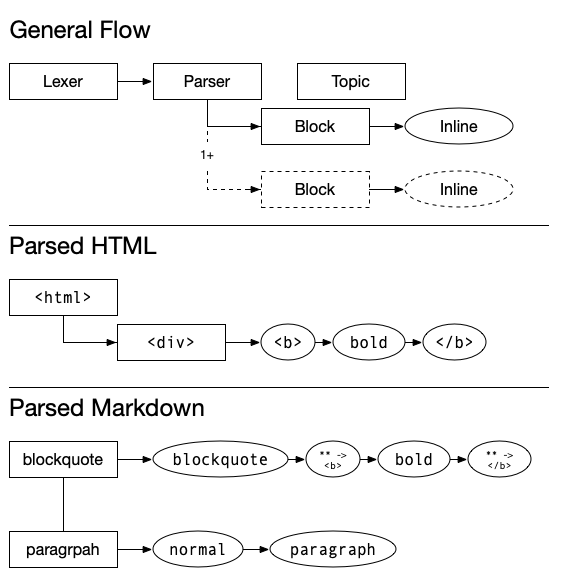 General Flow
Lexer
Parser
Topic
Block
Inline
1+
Block
Inline
Parsed HTML
<html>
<div>
<b>
bold
</b>
Parsed Markdown
blockquote
blockquote
** ->
<b>
bold
** ->
</b>
paragrpah
normal
paragraph